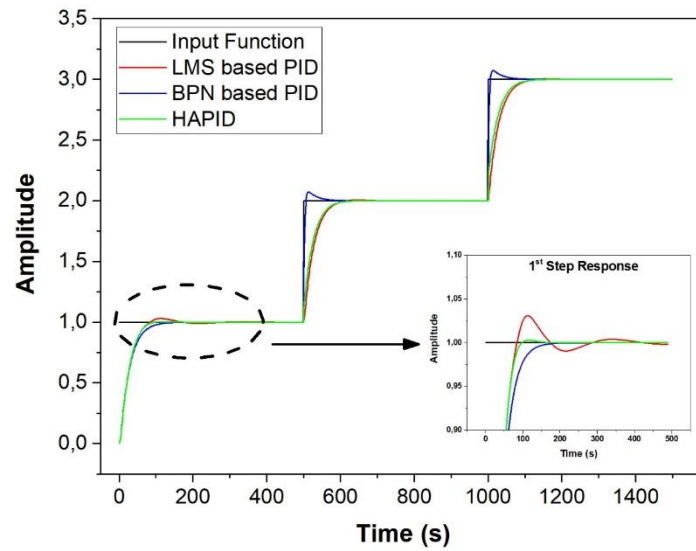 3,5
3,0
2,5
2,0
1,5
1,0
0,5
0,0
Amplitude
Input Function
LMS based PID
BPN based PID
HAPID
0 200 400 600 800 1000 1200 1400
Time (s)
1st Step Response
1,10
1,05
1,00
0,95
0,90
Amplitude
0 100 200 300 400 500
Time (s)